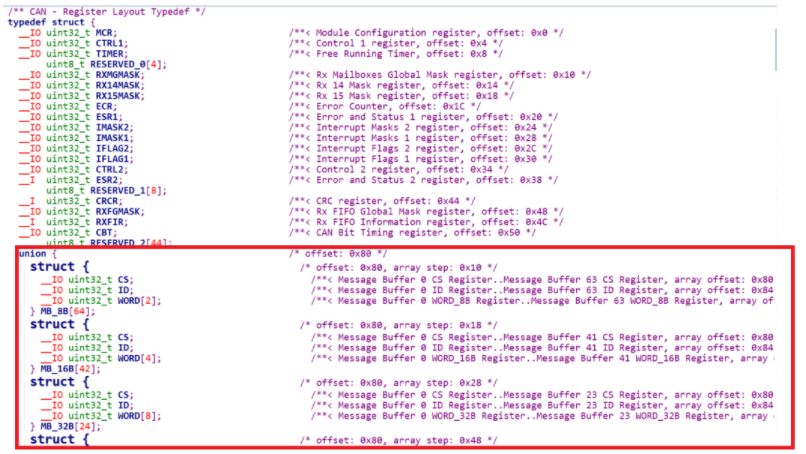 /** CAN - Register Layout Typedef */
typedef struct {
__IO uint32_t MCR; /**< Module Configuration register, offset: 0x0 */
__IO uint32_t CTRL1; /**< Control 1 register, offset: 0x4 */
__IO uint32_t TIMER; /**< Free Running Timer, offset: 0x8 */
uint8_t RESERVED_0[4];
__IO uint32_t RXMGMASK; /**< Rx Mailboxes Global Mask register, offset: 0x10 */
__IO uint32_t RX14MASK; /**< Rx 14 Mask register, offset: 0x14 */
__IO uint32_t RX15MASK; /**< Rx 15 Mask register, offset: 0x18 */
__IO uint32_t ECR; /**< Error Counter, offset: 0x1C */
__IO uint32_t ESR1; /**< Error and Status 1 register, offset: 0x20 */
__IO uint32_t IMASK2; /**< Interrupt Masks 2 register, offset: 0x24 */
__IO uint32_t IMASK1; /**< Interrupt Masks 1 register, offset: 0x28 */
__IO uint32_t IFLAG2; /**< Interrupt Flags 2 register, offset: 0x2C */
__IO uint32_t IFLAG1; /**< Interrupt Flags 1 register, offset: 0x30 */
__IO uint32_t CTRL2; /**< Control 2 register, offset: 0x34 */
__I uint32_t ESR2; /**< Error and Status 2 register, offset: 0x38 */
uint8_t RESERVED_1[8];
__I uint32_t CRCR; /**< CRC register, offset: 0x44 */
__IO uint32_t RXFGMASK; /**< Rx FIFO Global Mask register, offset: 0x48 */
__I uint32_t RXFIR; /**< Rx FIFO Information register, offset: 0x4C */
__IO uint32_t CBT; /**< CAN Bit Timing register, offset: 0x50 */
uint8_t RESERVED_2[44];
union { /* offset: 0x80 */
struct { /* offset: 0x80, array step: 0x10 */
__IO uint32_t CS; /**< Message Buffer 0 CS Register..Message Buffer 63 CS Register, array offset: 0x80
__IO uint32_t ID; /**< Message Buffer 0 ID Register..Message Buffer 63 ID Register, array offset: 0x84
__IO uint32_t WORD[2]; /**< Message Buffer 0 WORD_8B Register..Message Buffer 63 WORD_8B Register, array of
} MB_8B[64];
struct { /* offset: 0x80, array step: 0x18 */
__IO uint32_t CS; /**< Message Buffer 0 CS Register..Message Buffer 41 CS Register, array offset: 0x80
__IO uint32_t ID; /**< Message Buffer 0 ID Register..Message Buffer 41 ID Register, array offset: 0x84
__IO uint32_t WORD[4]; /**< Message Buffer 0 WORD_16B Register..Message Buffer 41 WORD_16B Register, array
} MB_16B[42];
struct { /* offset: 0x80, array step: 0x28 */
__IO uint32_t CS; /**< Message Buffer 0 CS Register..Message Buffer 23 CS Register, array offset: 0x80
__IO uint32_t ID; /**< Message Buffer 0 ID Register..Message Buffer 23 ID Register, array offset: 0x84
__IO uint32_t WORD[8]; /**< Message Buffer 0 WORD_32B Register..Message Buffer 23 WORD_32B Register, array
} MB_32B[24];
struct { /* offset: 0x80, array step: 0x48 */